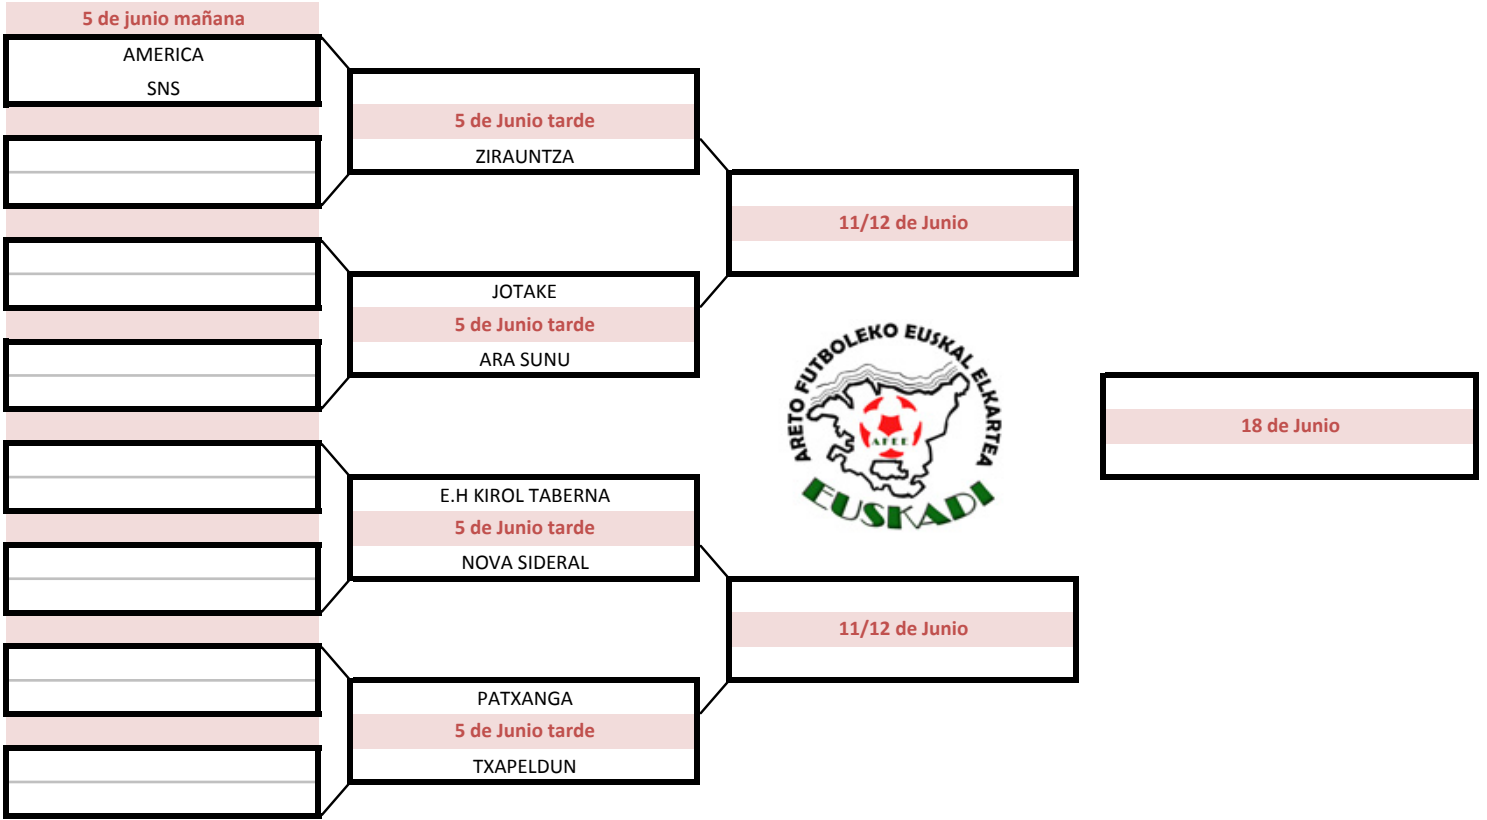 5 de junio mañana
AMERICA
SNS
5 de Junio tarde
ZIRAUNTZA
JOTAKE
5 de Junio tarde
ARA SUNU
E.H KIROL TABERNA
5 de Junio tarde
NOVA SIDERAL
PATXANGA
5 de Junio tarde
TXAPELDUN
11/12 de Junio
11/12 de Junio
ARETO FUTBOLEKO EUSKAL ELKARTEA
AFEE
EUSKADI
18 de Junio